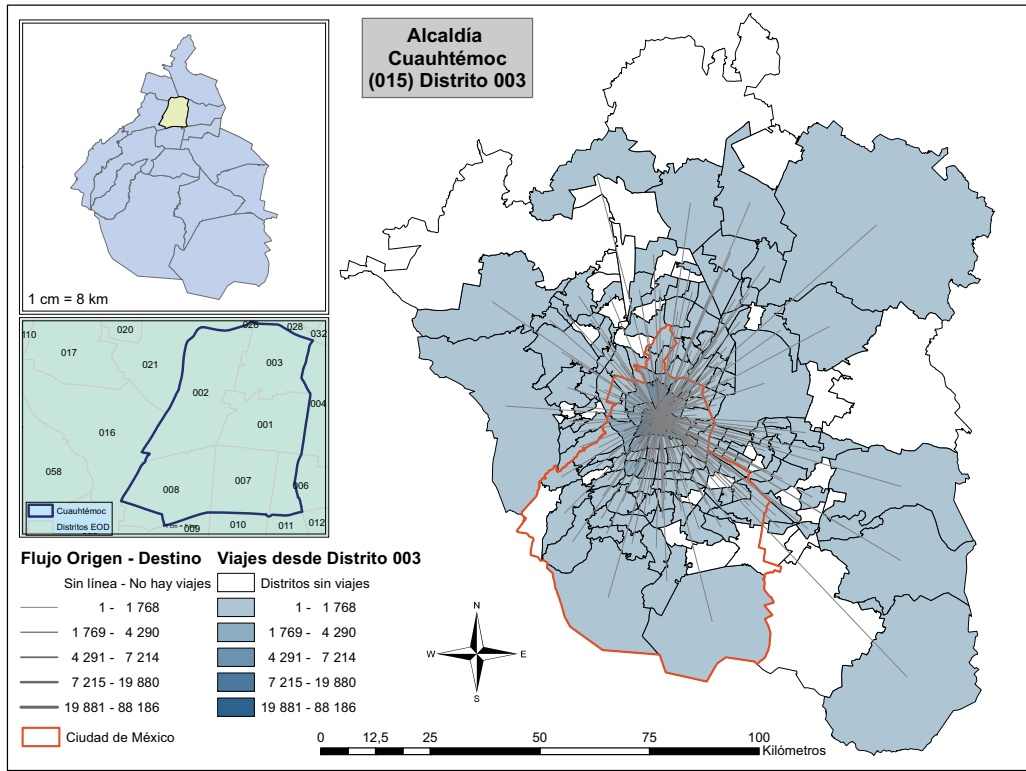 Alcaldía
Cuauhtémoc
(015) Distrito 003
1 cm = 8 km
020
026
028
032
110
017
021
003
002
004
001
016
058
008
007
006
009
010
011
012
Cuauhtémoc
Distritos EOD
Flujo Origen - Destino
Sin línea - No hay viajes
1 - 1 768
1 769 - 4 290
4 291 - 7 214
7 215 - 19 880
19 881 - 88 186
Ciudad de México
Viajes desde Distrito 003
Distritos sin viajes
1 - 1 768
1 769 - 4 290
4 291 - 7 214
7 215 - 19 880
19 881 - 88 186
N
W
E
S
0 12,5 25 50 75 100
Kilómetros